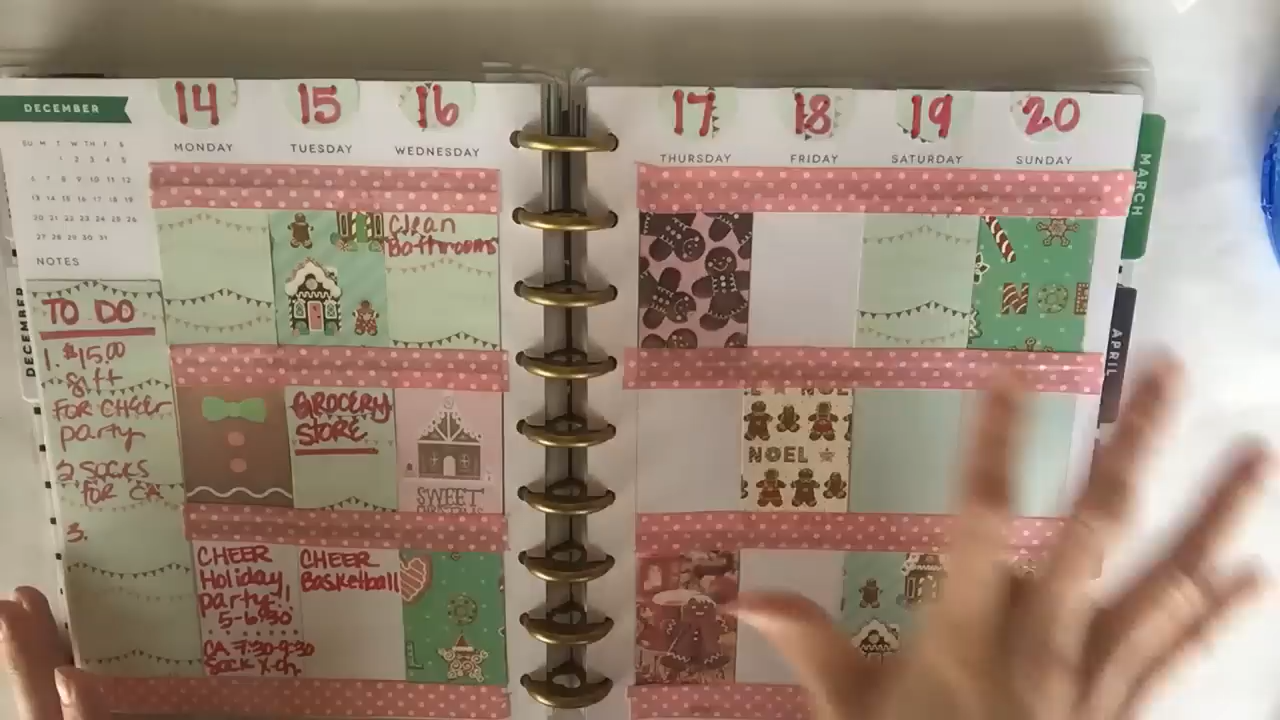 DECEMBER
SU M T W TH F S
1 2 3 4 5
6 7 8 9 10 11 12
13 14 15 16 17 18 19
20 21 22 23 24 25 26
27 28 29 30 31
NOTES
TO DO
1. $15.00
gift
FOR CHEER
party
2 SOCKS
FOR CA
3.
DECEMBER
14 15 16
MONDAY TUESDAY WEDNESDAY
Clean
Bathrooms
GROCERY
STORE
SWEET
CHEER
Holiday
party!
5-6:30
CA 7:30-9:30
Sock X-ch.
CHEER
Basketball
17 18 19 20
THURSDAY FRIDAY SATURDAY SUNDAY
NOEL
MARCH
APRIL